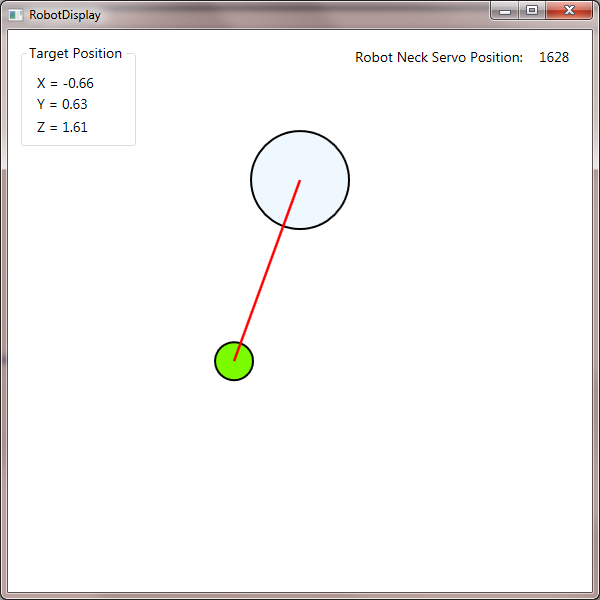 RobotDisplay
Target Position
Robot Neck Servo Position: 1628
X = -0.66
Y = 0.63
Z = 1.61